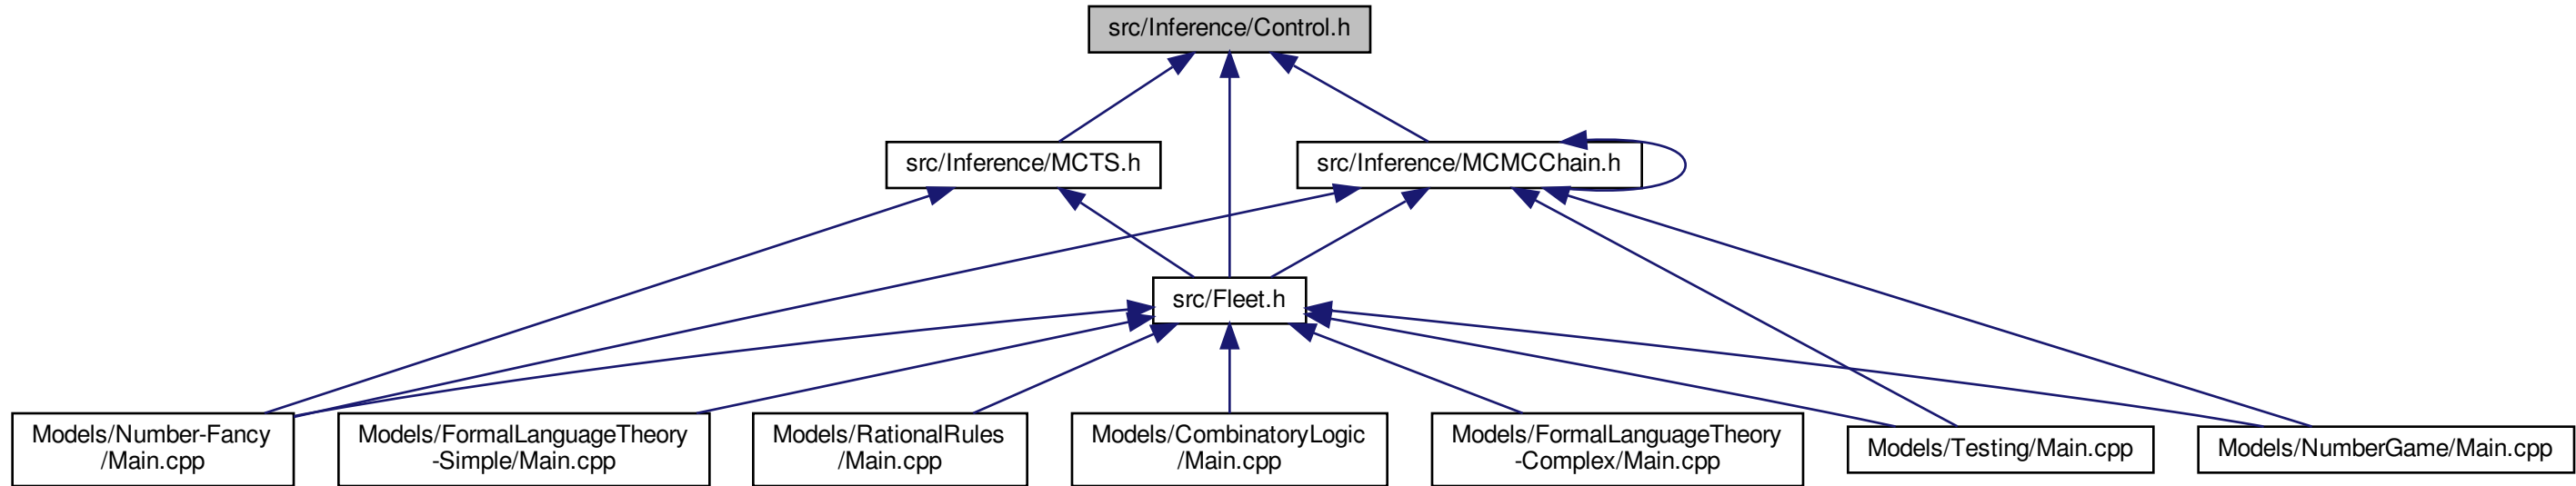 src/Inference/Control.h
src/Inference/MCTS.h
src/Inference/MCMCChain.h
src/Fleet.h
Models/Number-Fancy
/Main.cpp
Models/FormalLanguageTheory
-Simple/Main.cpp
Models/RationalRules
/Main.cpp
Models/CombinatoryLogic
/Main.cpp
Models/FormalLanguageTheory
-Complex/Main.cpp
Models/Testing/Main.cpp
Models/NumberGame/Main.cpp